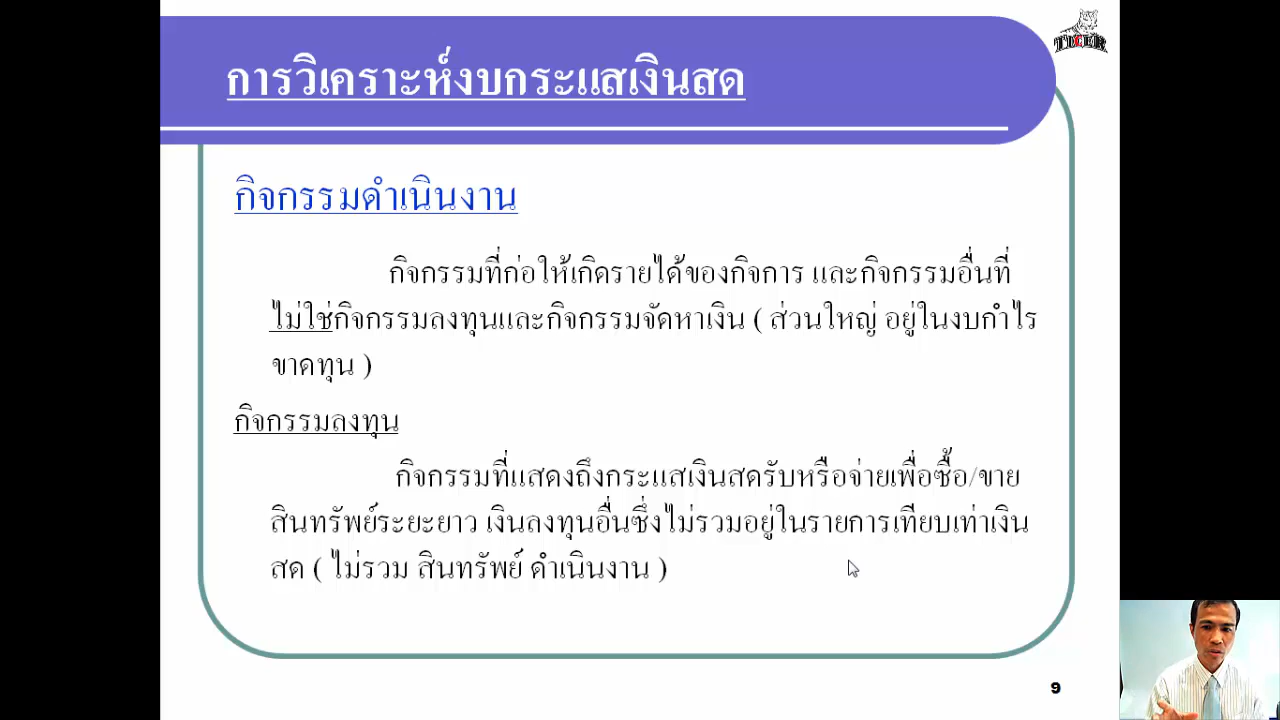 การวิเคราะห์งบกระแสเงินสด
TIGER
กิจกรรมดำเนินงาน
กิจกรรมที่ก่อให้เกิดรายได้ของกิจการ และกิจกรรมอื่นที่
ไม่ใช่กิจกรรมลงทุนและกิจกรรมจัดหาเงิน ( ส่วนใหญ่ อยู่ในงบกำไร
ขาดทุน )
กิจกรรมลงทุน
กิจกรรมที่แสดงถึงกระแสเงินสดรับหรือจ่ายเพื่อซื้อ/ขาย
สินทรัพย์ระยะยาว เงินลงทุนอื่นซึ่งไม่รวมอยู่ในรายการเทียบเท่าเงิน
สด ( ไม่รวม สินทรัพย์ ดำเนินงาน )
9